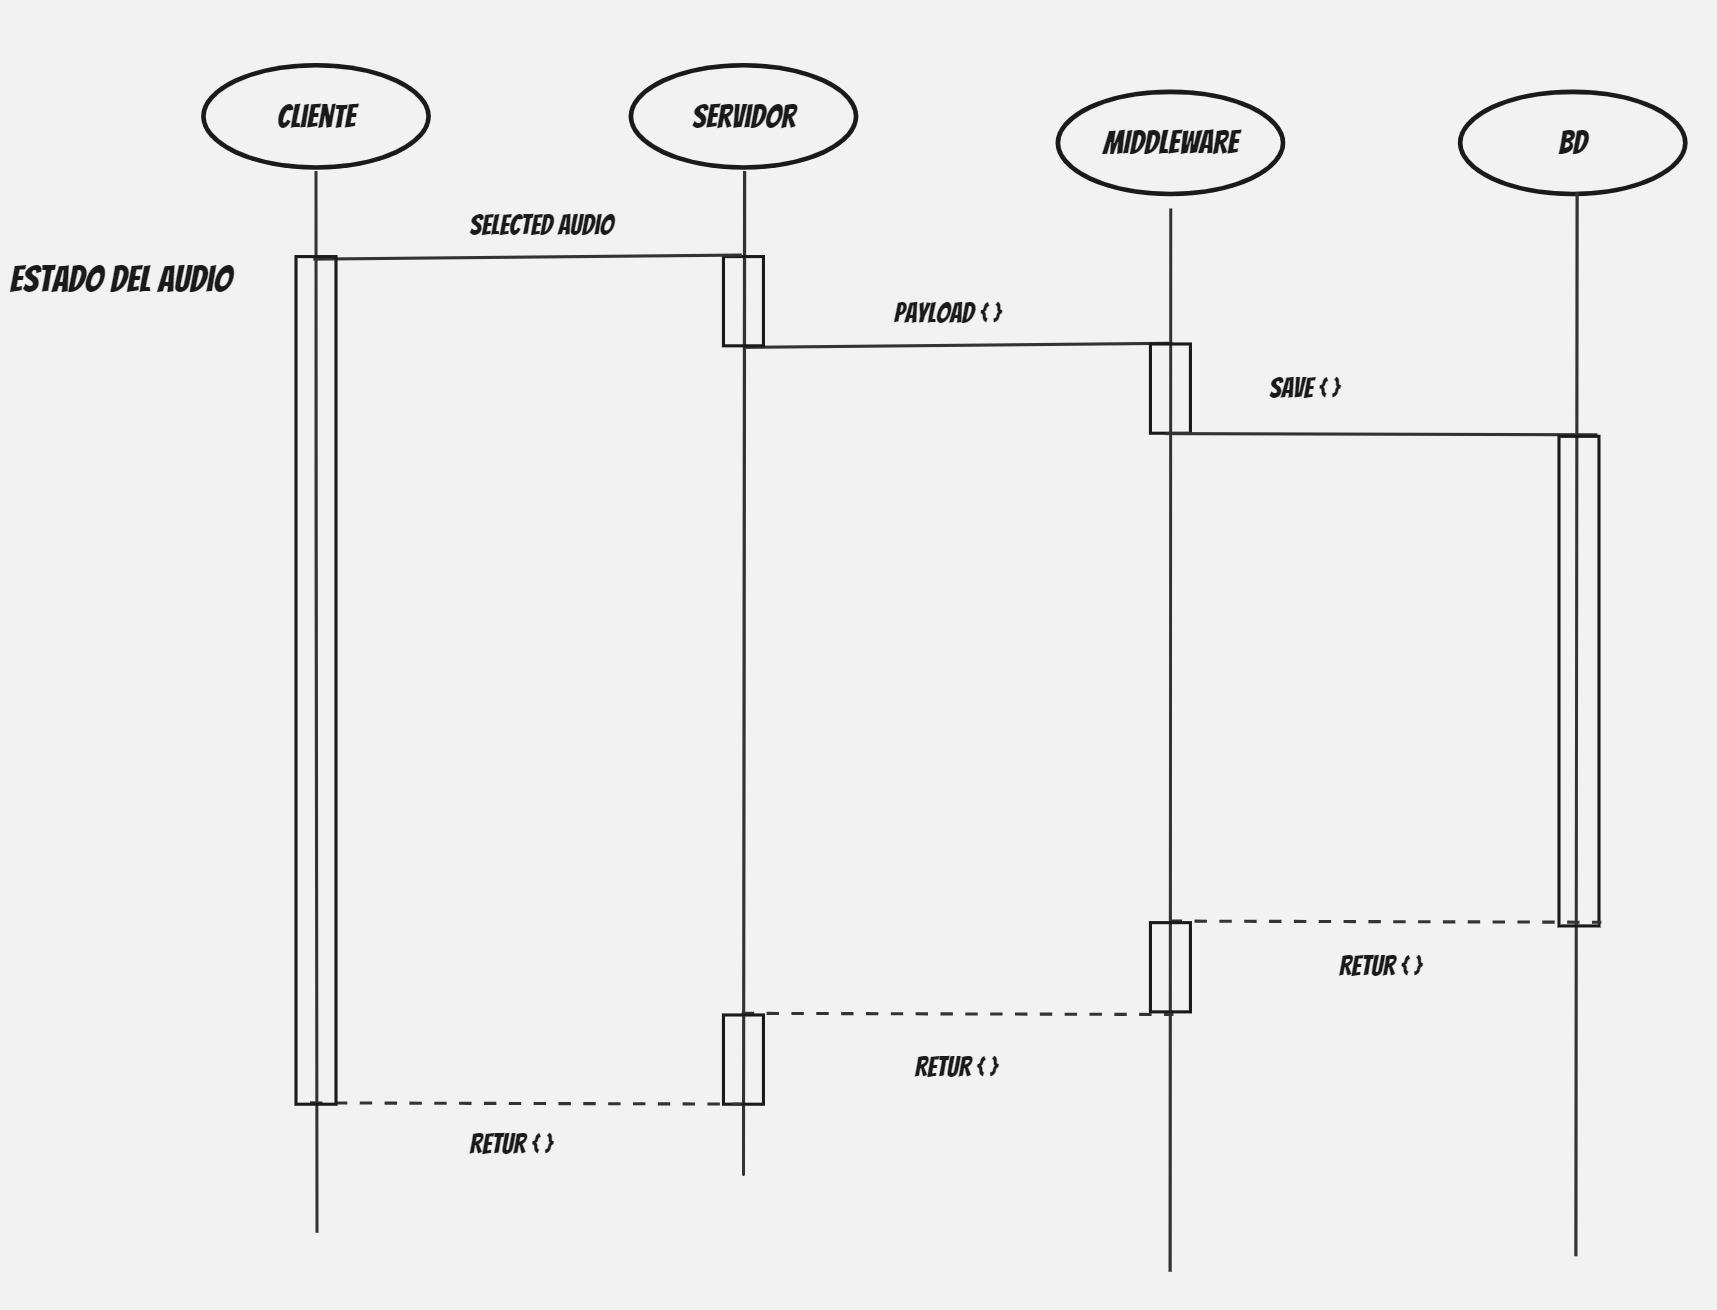 CLIENTE
SERVIDOR
MIDDLEWARE
BD
SELECTED AUDIO
ESTADO DEL AUDIO
PAYLOAD { }
SAVE { }
RETUR { }
RETUR { }
RETUR { }